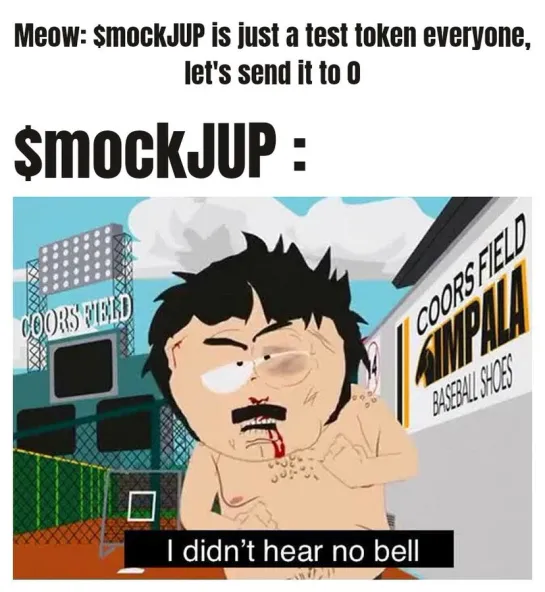 Meow: $mockJUP is just a test token everyone,
let's send it to 0
$mockJUP :
COORS FIELD
COORS FIELD
IMPALA
BASEBALL SHOES
4
I didn't hear no bell